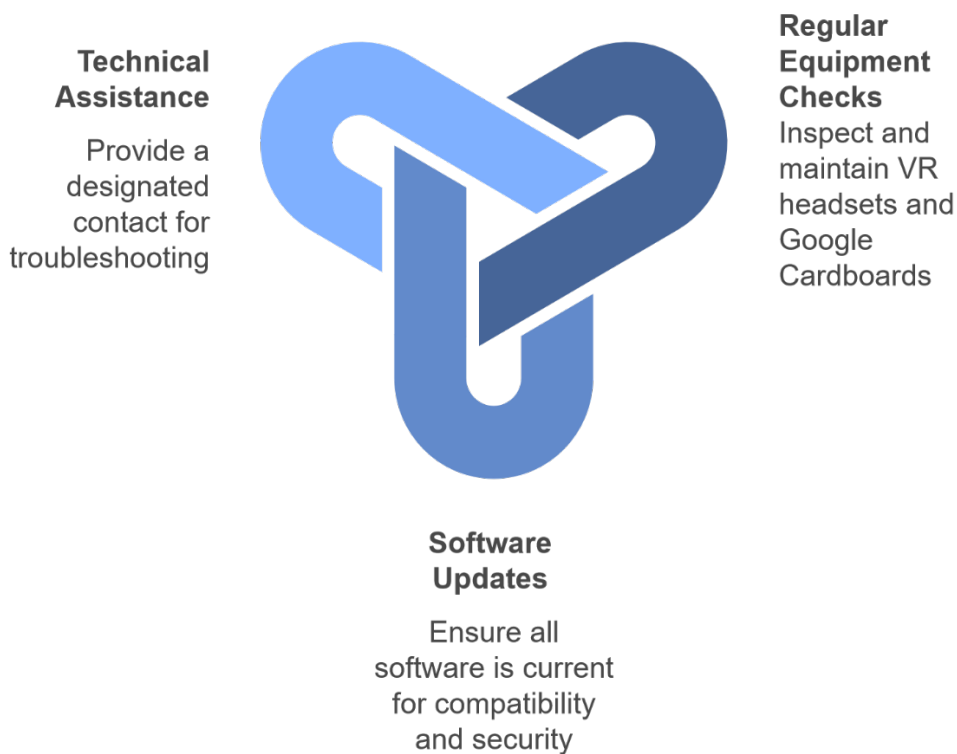 Technical
Assistance
Provide a
designated
contact for
troubleshooting
Regular
Equipment
Checks
Inspect and
maintain VR
headsets and
Google
Cardboards
Software
Updates
Ensure all
software is current
for compatibility
and security